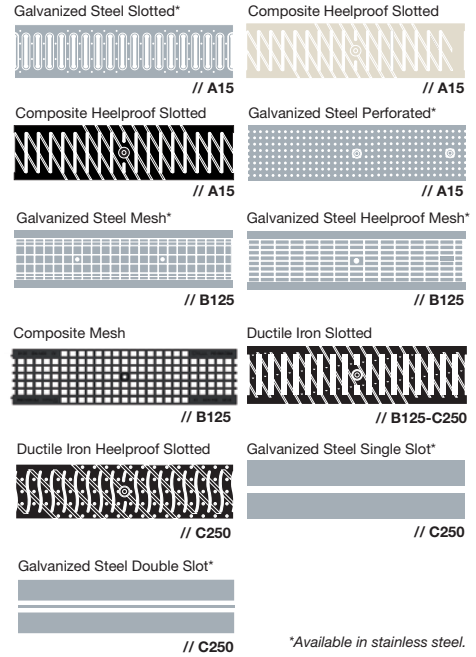 Galvanized Steel Slotted*
Composite Heelproof Slotted
// A15
// A15
Composite Heelproof Slotted
Galvanized Steel Perforated*
// A15
// A15
Galvanized Steel Mesh*
Galvanized Steel Heelproof Mesh*
// B125
// B125
Composite Mesh
Ductile Iron Slotted
// B125
// B125-C250
Ductile Iron Heelproof Slotted
Galvanized Steel Single Slot*
// C250
// C250
Galvanized Steel Double Slot*
// C250
*Available in stainless steel.